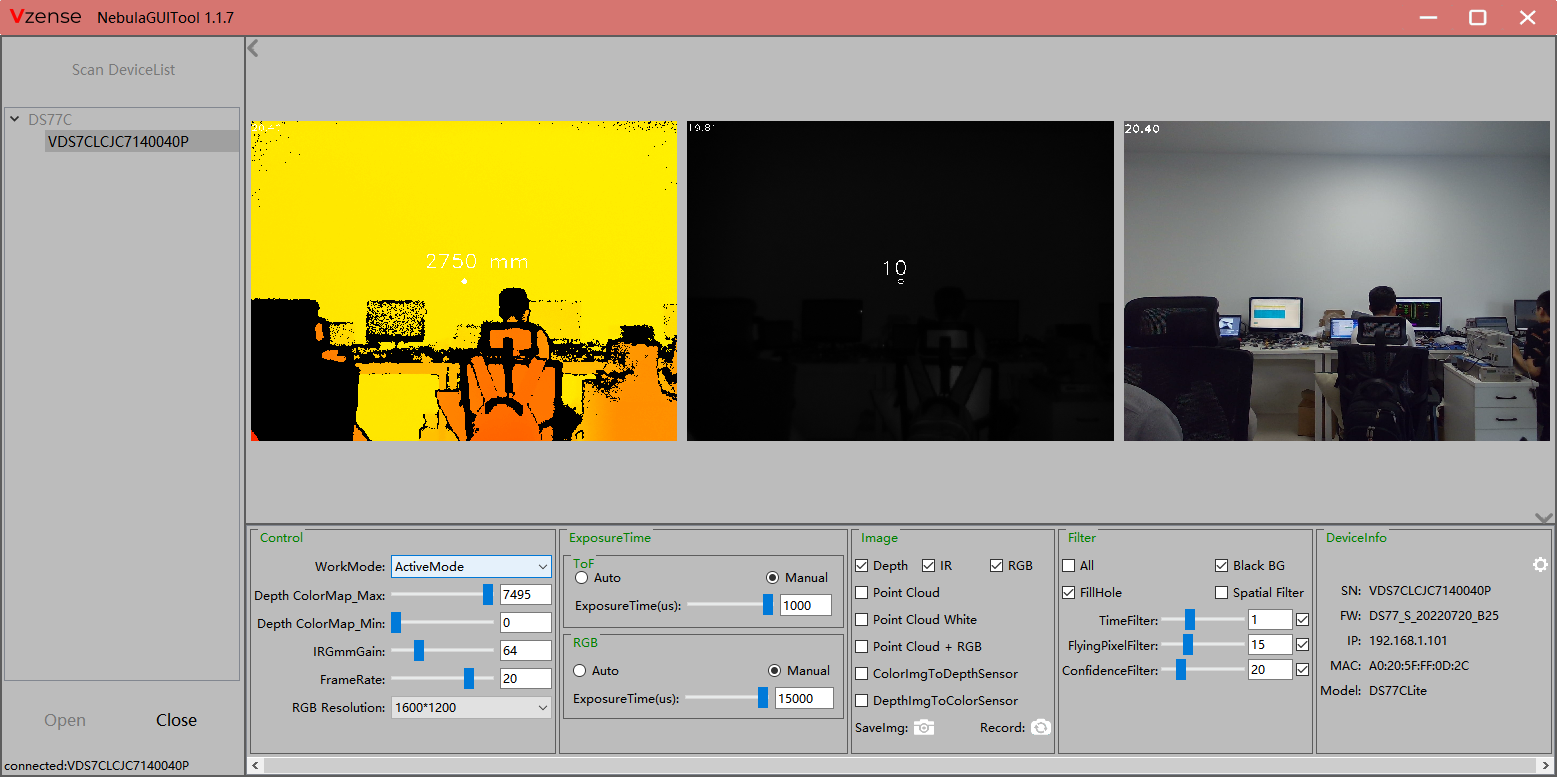 Vzense NebulaGUITool 1.1.7
Scan DeviceList
DS77C
VDS7CLCJC7140040P
Open
Close
connected:VDS7CLCJC7140040P
2750 mm
19.81
10
20.40
Control
WorkMode: ActiveMode
Depth ColorMap_Max: 7495
Depth ColorMap_Min: 0
IRGmmGain: 64
FrameRate: 20
RGB Resolution: 1600*1200
ExposureTime
ToF
Auto Manual
ExposureTime(us): 1000
RGB
Auto Manual
ExposureTime(us): 15000
Image
Depth IR RGB
Point Cloud
Point Cloud White
Point Cloud + RGB
ColorImgToDepthSensor
DepthImgToColorSensor
SaveImg: Record:
Filter
All Black BG
FillHole Spatial Filter
TimeFilter: 1
FlyingPixelFilter: 15
ConfidenceFilter: 20
DeviceInfo
SN: VDS7CLCJC7140040P
FW: DS77_S_20220720_B25
IP: 192.168.1.101
MAC: A0:20:5F:FF:0D:2C
Model: DS77CLite